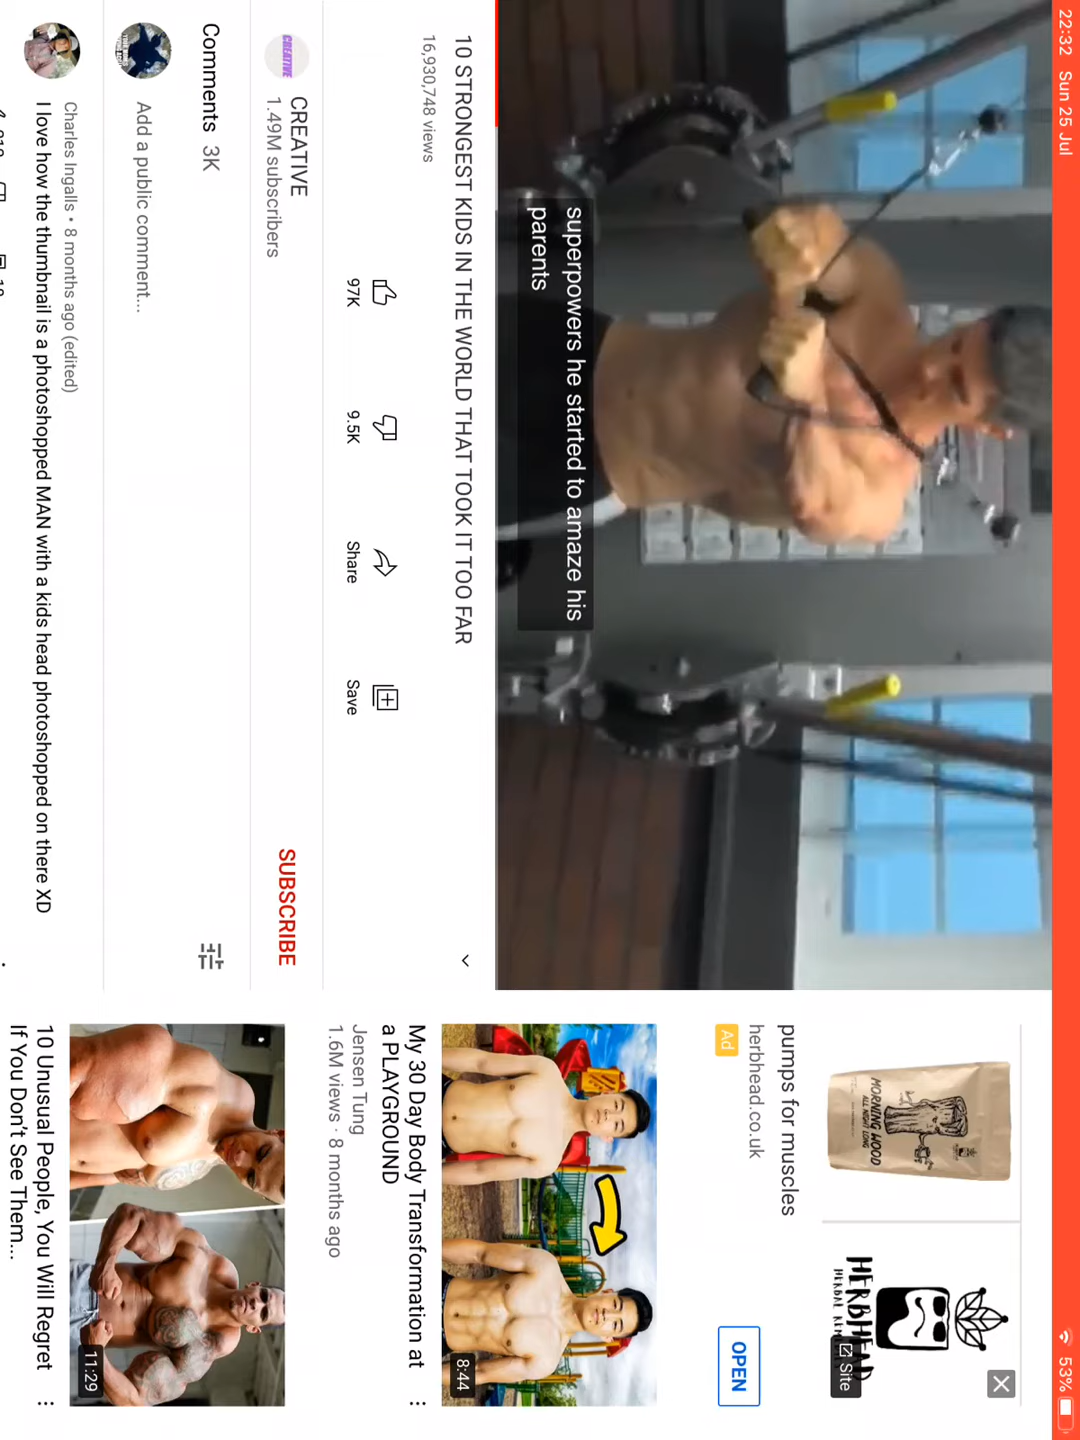 22:32 Sun 25 Jul
53%
superpowers he started to amaze his
parents
10 STRONGEST KIDS IN THE WORLD THAT TOOK IT TOO FAR
16,930,748 views
97K
9.5K
Share
Save
CREATIVE
CREATIVE
1.49M subscribers
SUBSCRIBE
Comments 3K
Add a public comment...
Charles Ingalls • 8 months ago (edited)
I love how the thumbnail is a photoshopped MAN with a kids head photoshopped on there XD
MORNING WOOD
ALL NIGHT LONG
HERBHEAD
Site
pumps for muscles
herbhead.co.uk
Ad
OPEN
8:44
My 30 Day Body Transformation at
a PLAYGROUND
Jensen Tung
1.6M views · 8 months ago
11:29
10 Unusual People, You Will Regret
If You Don't See Them...